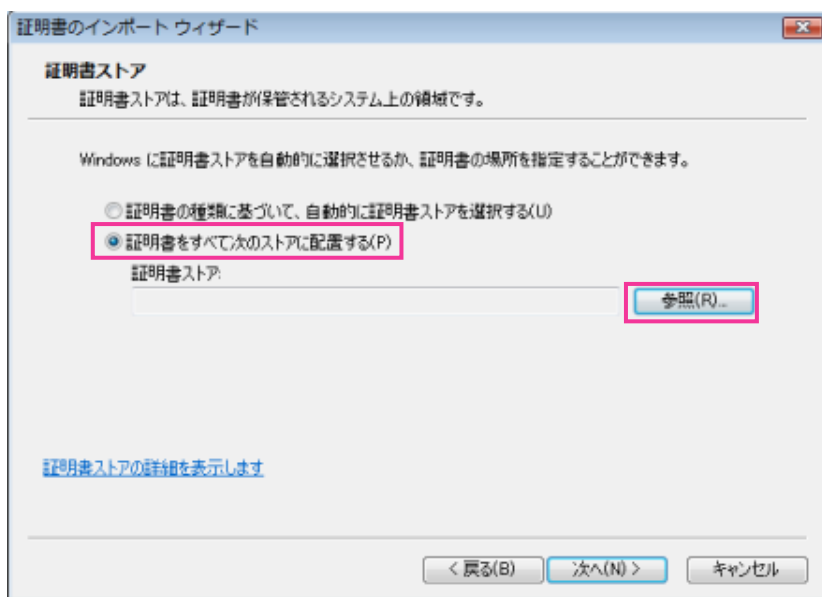 証明書のインポート ウィザード
証明書ストア
証明書ストアは、証明書が保管されるシステム上の領域です。
Windows に証明書ストアを自動的に選択させるか、証明書の場所を指定することができます。
証明書の種類に基づいて、自動的に証明書ストアを選択する(U)
証明書をすべて次のストアに配置する(P)
証明書ストア:
参照(R)...
証明書ストアの詳細を表示します
< 戻る(B)
次へ(N) >
キャンセル